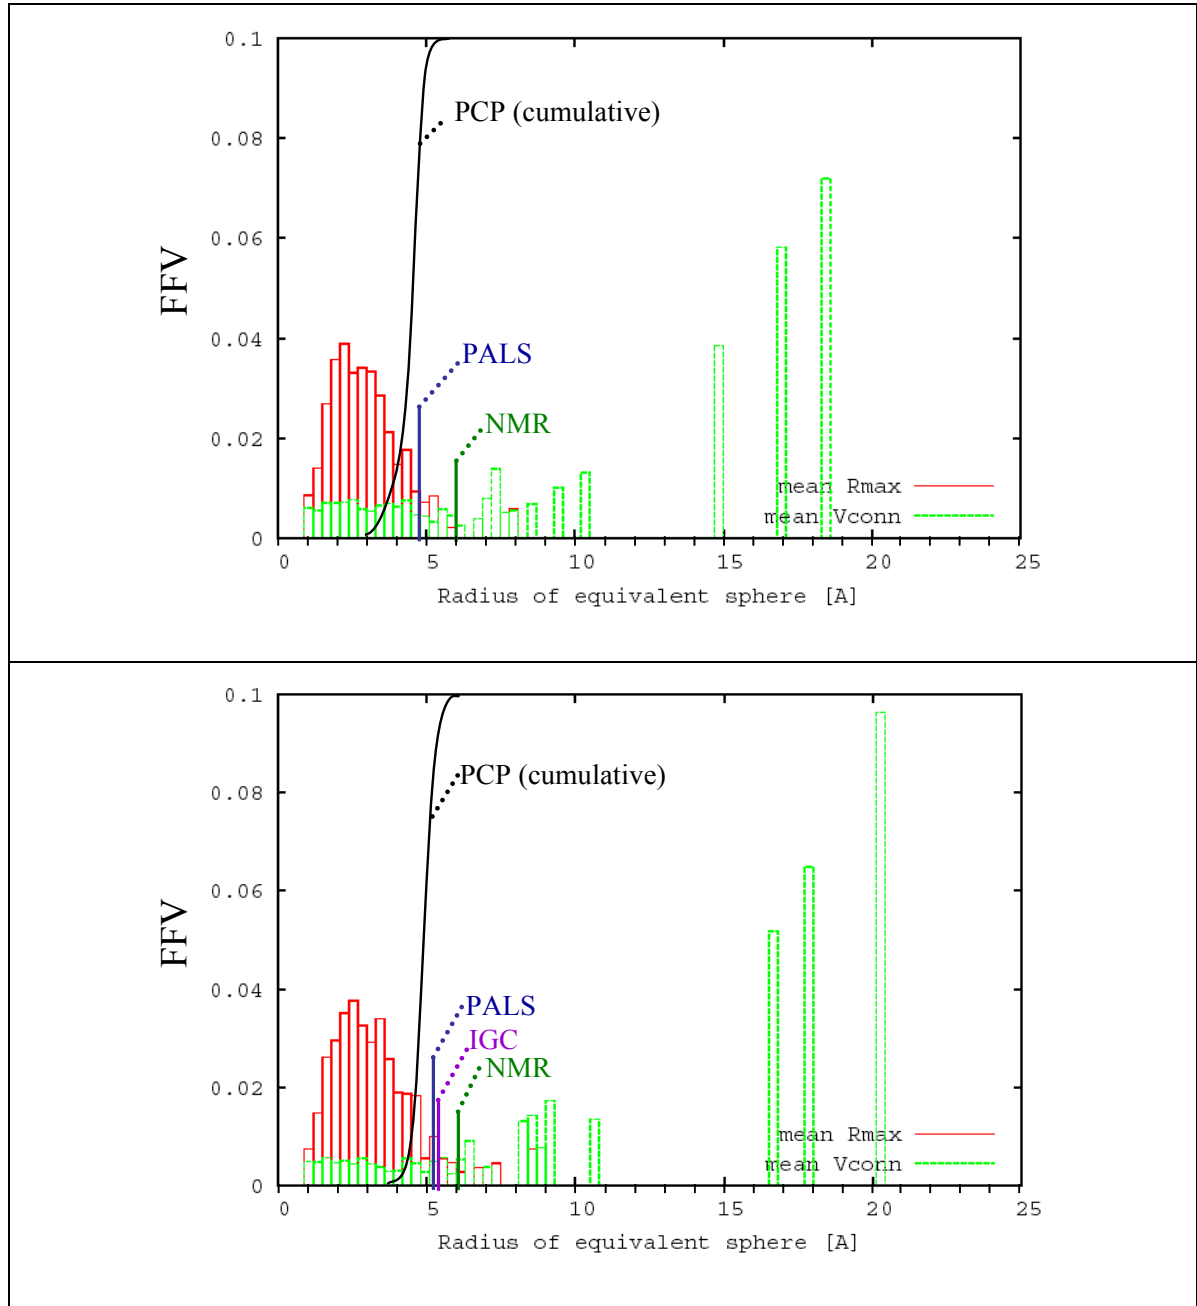 0.1
PCP (cumulative)
0.08
0.06
FFV
0.04
PALS
NMR
0.02
mean Rmax
mean Vconn
0
0 5 10 15 20 25
Radius of equivalent sphere [A]
0.1
PCP (cumulative)
0.08
0.06
FFV
0.04
PALS
IGC
NMR
0.02
mean Rmax
mean Vconn
0
0 5 10 15 20 25
Radius of equivalent sphere [A]